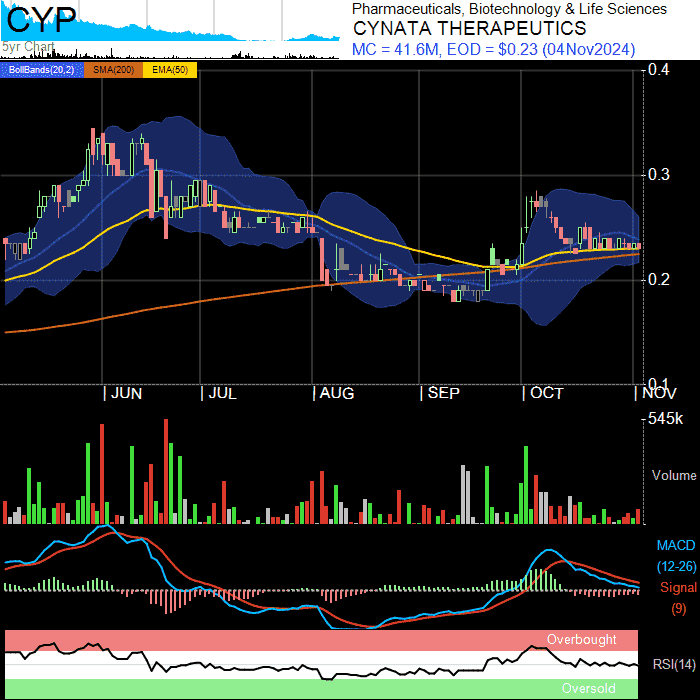 CYP
5yr Chart
Pharmaceuticals, Biotechnology & Life Sciences
CYNATA THERAPEUTICS
MC = 41.6M, EOD = $0.23 (04Nov2024)
BollBands(20,2) SMA(200) EMA(50)
0.4
0.3
0.2
0.1
| JUN | JUL | AUG | SEP | OCT | NOV
545k
Volume
MACD
(12-26)
Signal
(9)
Overbought
RSI(14)
Oversold